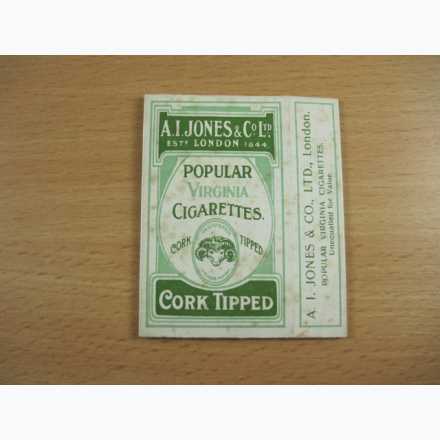 A.I. JONES & Co. LTD.
ESTD LONDON 1844.
POPULAR
VIRGINIA
CIGARETTES.
CORK TIPPED
CORK TIPPED
A. I. JONES & CO., LTD., London.
POPULAR VIRGINIA CIGARETTES.
Unequalled for Value.